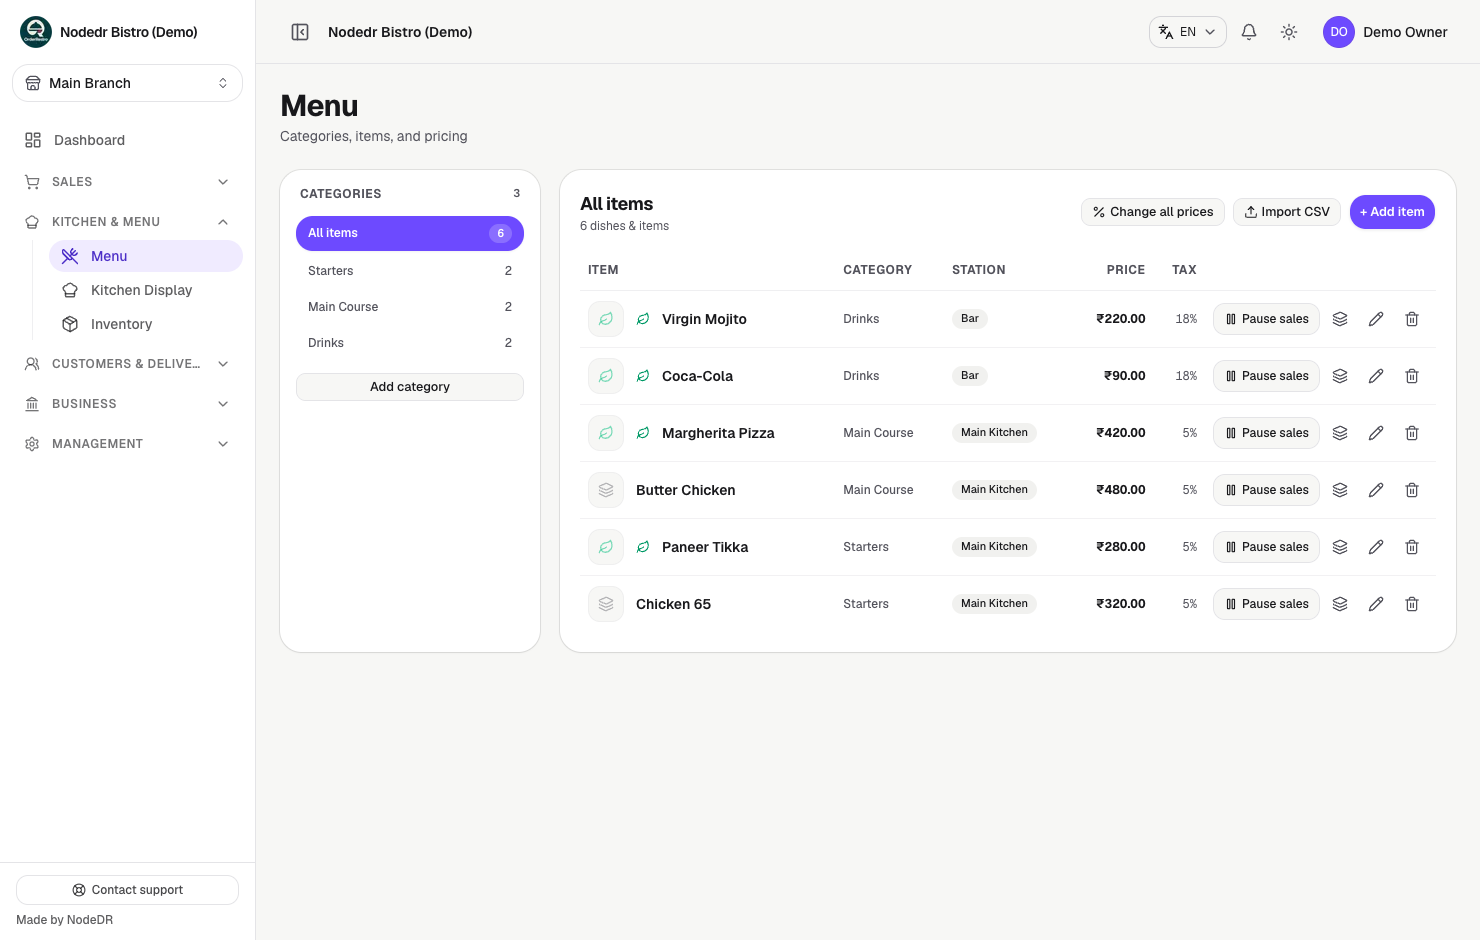 Nodedr Bistro (Demo)
Main Branch
Dashboard
SALES
KITCHEN & MENU
Menu
Kitchen Display
Inventory
CUSTOMERS & DELIVE...
BUSINESS
MANAGEMENT
Contact support
Made by NodeDR
Nodedr Bistro (Demo)
EN
DO
Demo Owner
Menu
Categories, items, and pricing
CATEGORIES 3
All items 6
Starters 2
Main Course 2
Drinks 2
Add category
All items
6 dishes & items
Change all prices
Import CSV
+ Add item
ITEM CATEGORY STATION PRICE TAX
Virgin Mojito Drinks Bar ₹220.00 18% Pause sales
Coca-Cola Drinks Bar ₹90.00 18% Pause sales
Margherita Pizza Main Course Main Kitchen ₹420.00 5% Pause sales
Butter Chicken Main Course Main Kitchen ₹480.00 5% Pause sales
Paneer Tikka Starters Main Kitchen ₹280.00 5% Pause sales
Chicken 65 Starters Main Kitchen ₹320.00 5% Pause sales